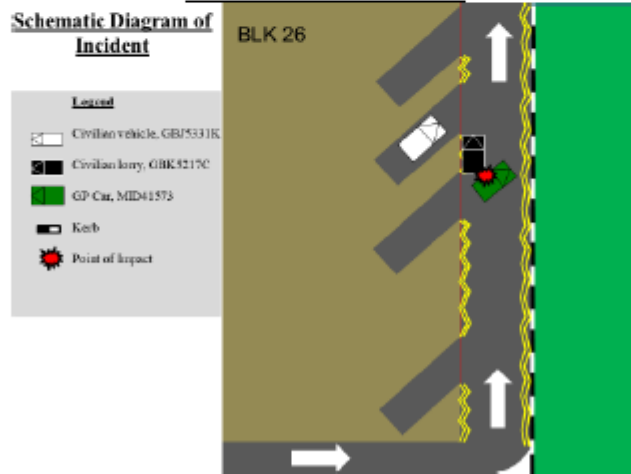 Schematic Diagram of
Incident
BLK 26
Legend
Civilian vehicle, GBJ5331K
Civilian lorry, GBK5217C
GP Car, MID41573
Kerb
Point of Impact